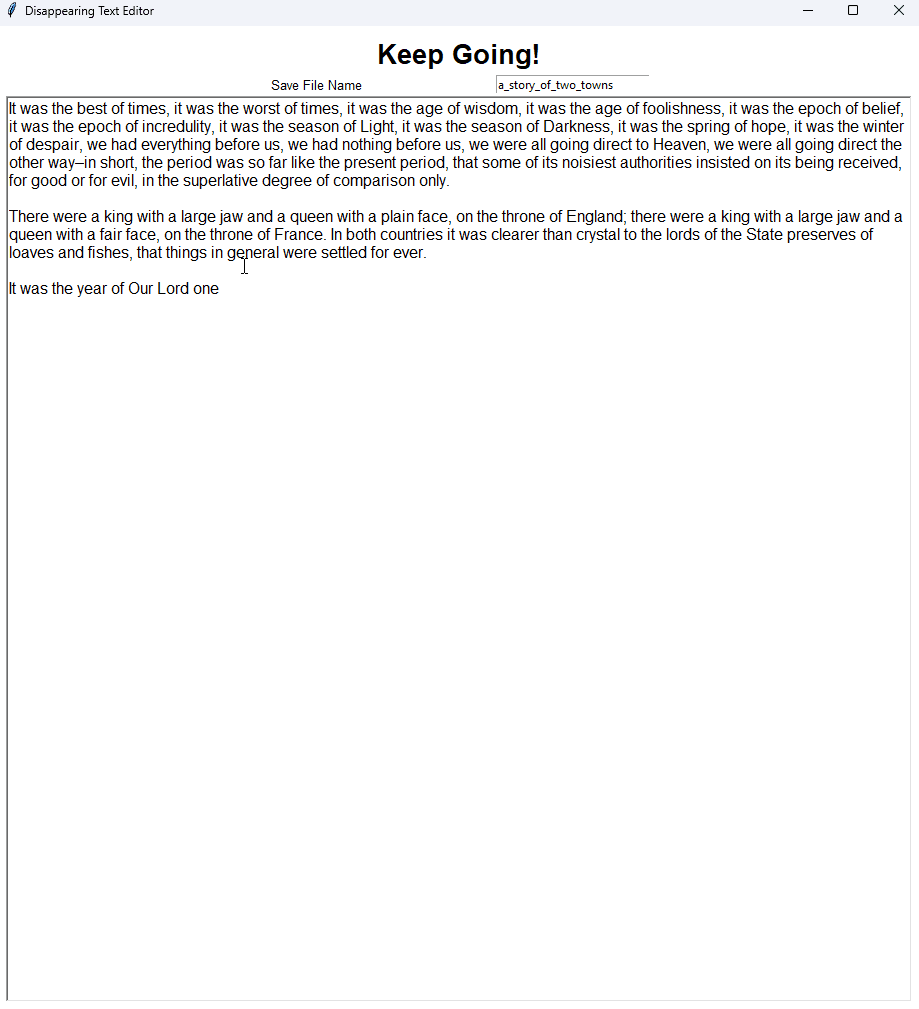 Disappearing Text Editor
Keep Going!
Save File Name a_story_of_two_towns
It was the best of times, it was the worst of times, it was the age of wisdom, it was the age of foolishness, it was the epoch of belief,
it was the epoch of incredulity, it was the season of Light, it was the season of Darkness, it was the spring of hope, it was the winter
of despair, we had everything before us, we had nothing before us, we were all going direct to Heaven, we were all going direct the
other way–in short, the period was so far like the present period, that some of its noisiest authorities insisted on its being received,
for good or for evil, in the superlative degree of comparison only.
There were a king with a large jaw and a queen with a plain face, on the throne of England; there were a king with a large jaw and a
queen with a fair face, on the throne of France. In both countries it was clearer than crystal to the lords of the State preserves of
loaves and fishes, that things in general were settled for ever.
It was the year of Our Lord one